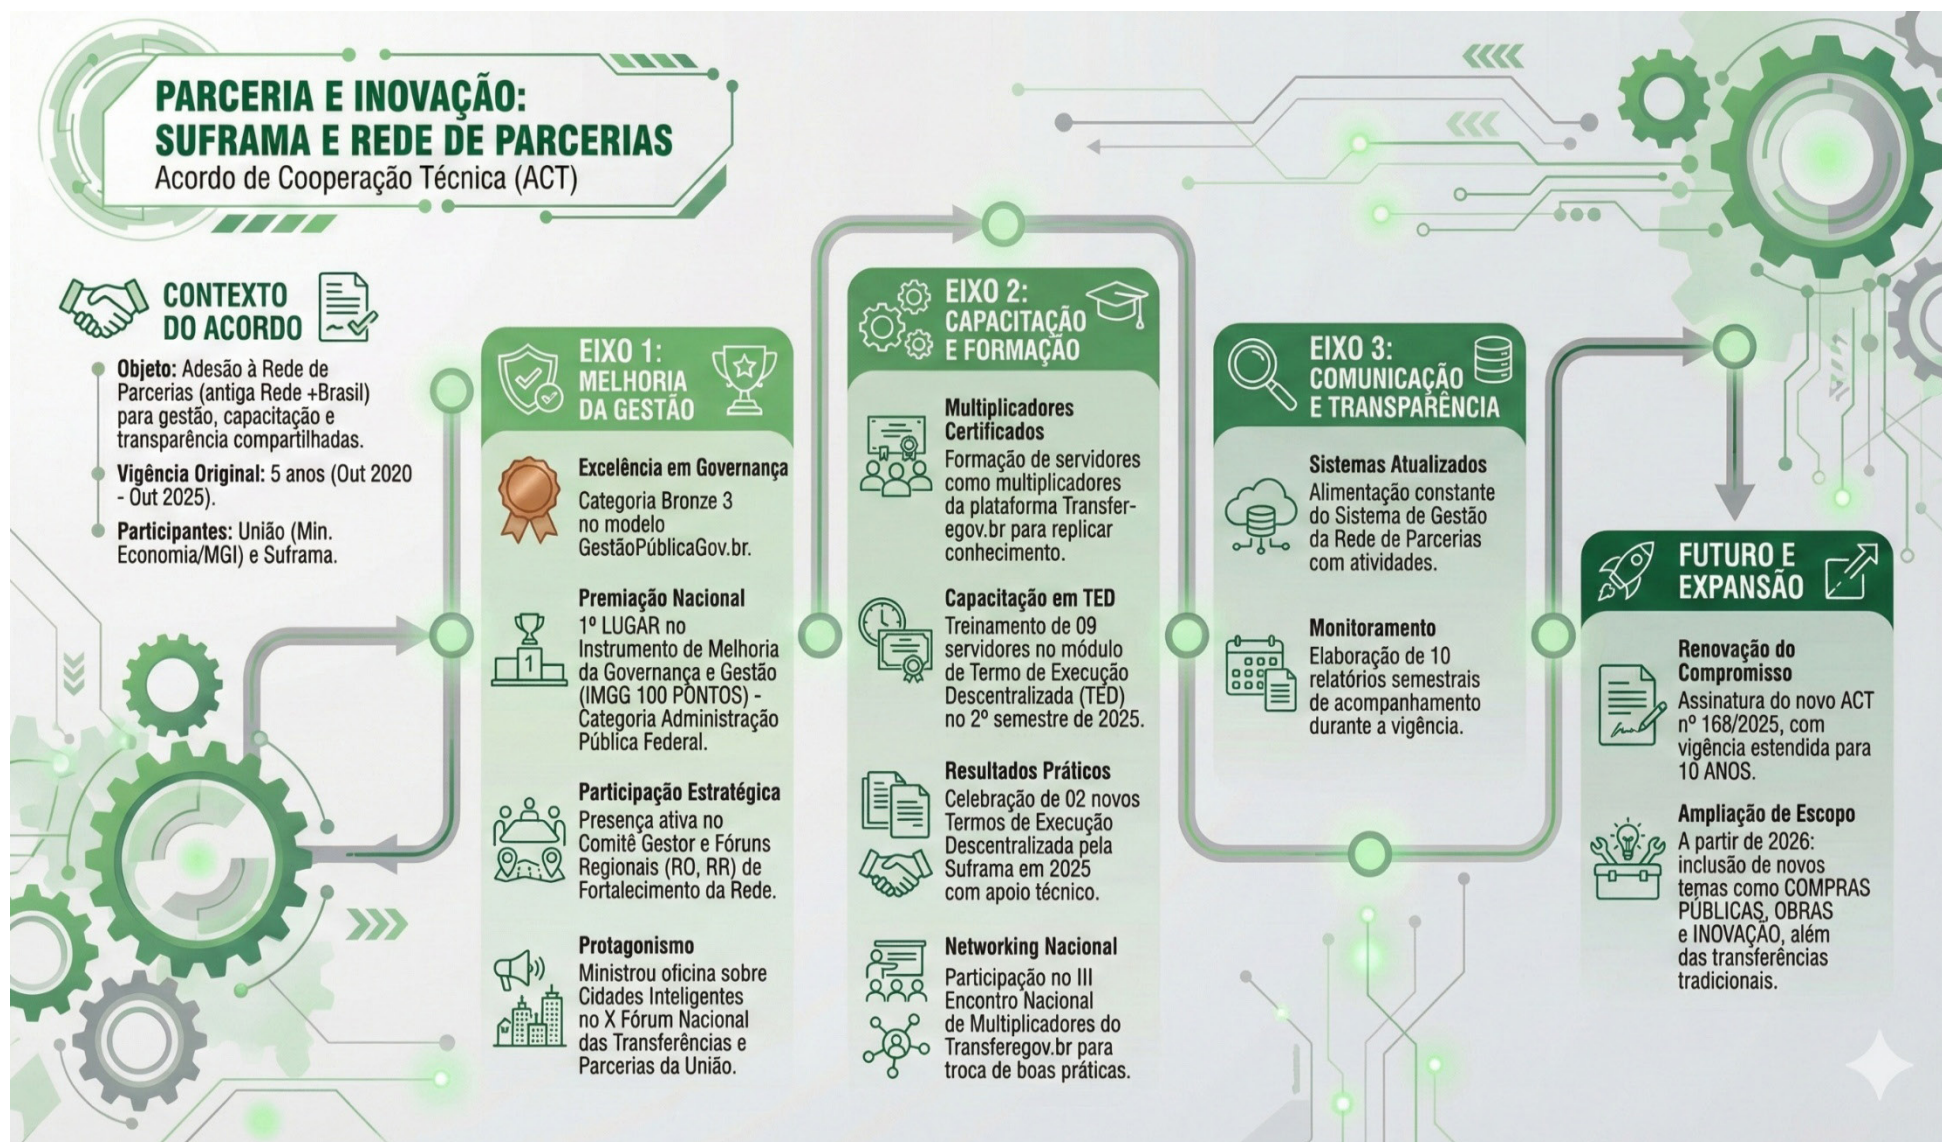 PARCERIA E INOVAÇÃO:
SUFRAMA E REDE DE PARCERIAS
Acordo de Cooperação Técnica (ACT)
CONTEXTO
DO ACORDO
Objeto: Adesão à Rede de
Parcerias (antiga Rede +Brasil)
para gestão, capacitação e
transparência compartilhadas.
Vigência Original: 5 anos (Out 2020
- Out 2025).
Participantes: União (Min.
Economia/MGI) e Suframa.
EIXO 1:
MELHORIA
DA GESTÃO
Excelência em Governança
Categoria Bronze 3
no modelo
GestãoPúblicaGov.br.
Premiação Nacional
1
1º LUGAR no
Instrumento de Melhoria
da Governança e Gestão
(IMGG 100 PONTOS) -
Categoria Administração
Pública Federal.
Participação Estratégica
Presença ativa no
Comitê Gestor e Fóruns
Regionais (RO, RR) de
Fortalecimento da Rede.
Protagonismo
Ministrou oficina sobre
Cidades Inteligentes
no X Fórum Nacional
das Transferências e
Parcerias da União.
EIXO 2:
CAPACITAÇÃO
E FORMAÇÃO
Multiplicadores
Certificados
Formação de servidores
como multiplicadores
da plataforma Transfer-
egov.br para replicar
conhecimento.
Capacitação em TED
Treinamento de 09
servidores no módulo
de Termo de Execução
Descentralizada (TED)
no 2º semestre de 2025.
Resultados Práticos
Celebração de 02 novos
Termos de Execução
Descentralizada pela
Suframa em 2025
com apoio técnico.
Networking Nacional
Participação no III
Encontro Nacional
de Multiplicadores do
Transferegov.br para
troca de boas práticas.
EIXO 3:
COMUNICAÇÃO
E TRANSPARÊNCIA
Sistemas Atualizados
Alimentação constante
do Sistema de Gestão
da Rede de Parcerias
com atividades.
Monitoramento
Elaboração de 10
relatórios semestrais
de acompanhamento
durante a vigência.
FUTURO E
EXPANSÃO
Renovação do
Compromisso
Assinatura do novo ACT
nº 168/2025, com
vigência estendida para
10 ANOS.
Ampliação de Escopo
A partir de 2026:
inclusão de novos
temas como COMPRAS
PÚBLICAS, OBRAS
e INOVAÇÃO, além
das transferências
tradicionais.